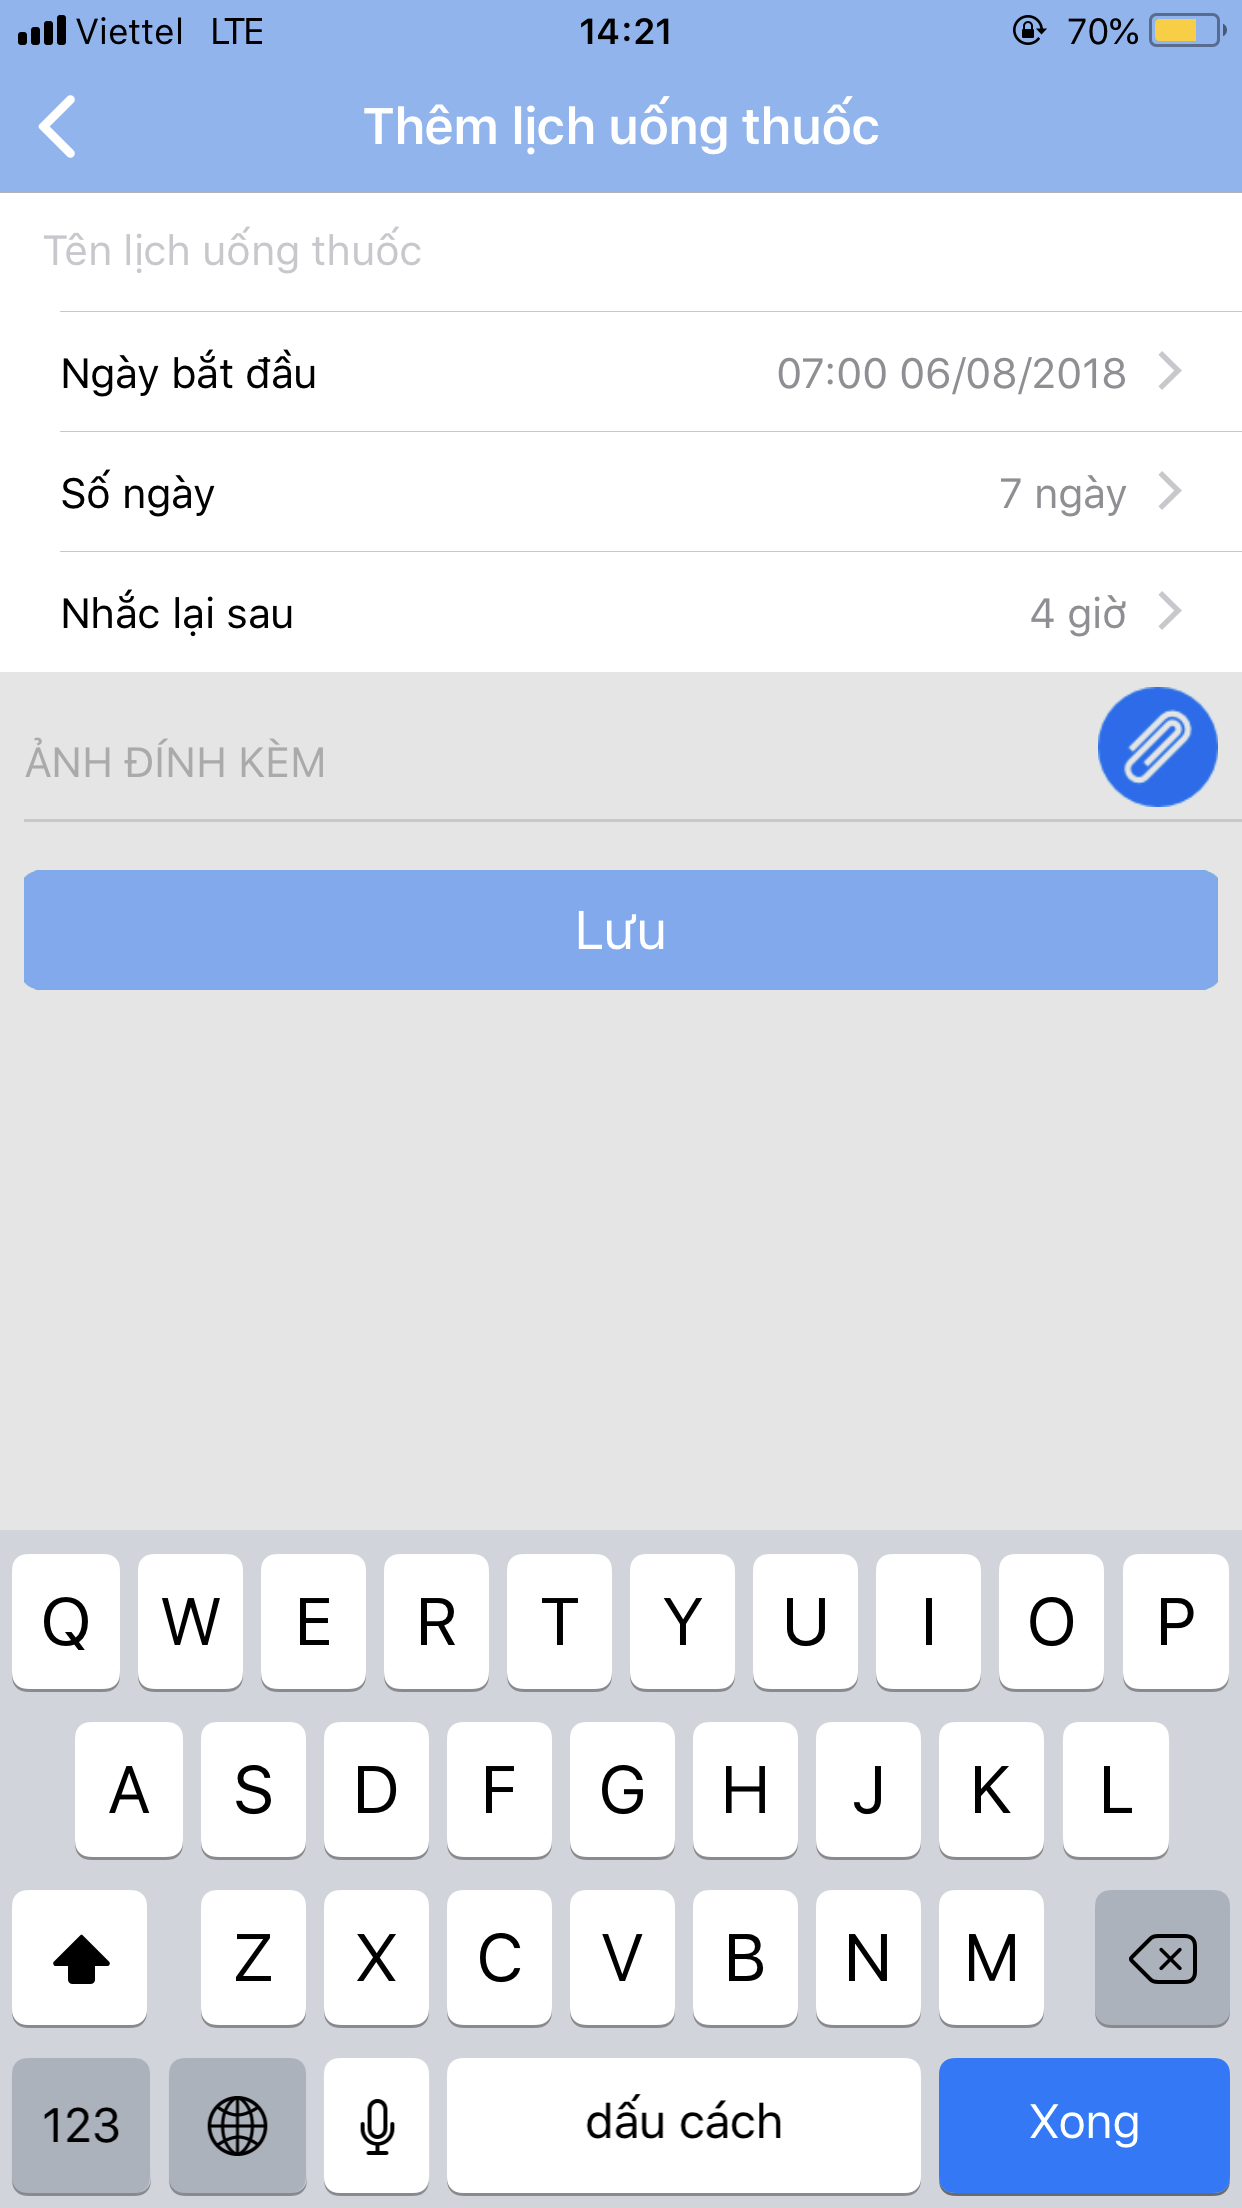 Viettel LTE 14:21 70%
Thêm lịch uống thuốc
Tên lịch uống thuốc
Ngày bắt đầu 07:00 06/08/2018
Số ngày 7 ngày
Nhắc lại sau 4 giờ
ẢNH ĐÍNH KÈM
Lưu
Q W E R T Y U I O P
A S D F G H J K L
Z X C V B N M
123 dấu cách Xong